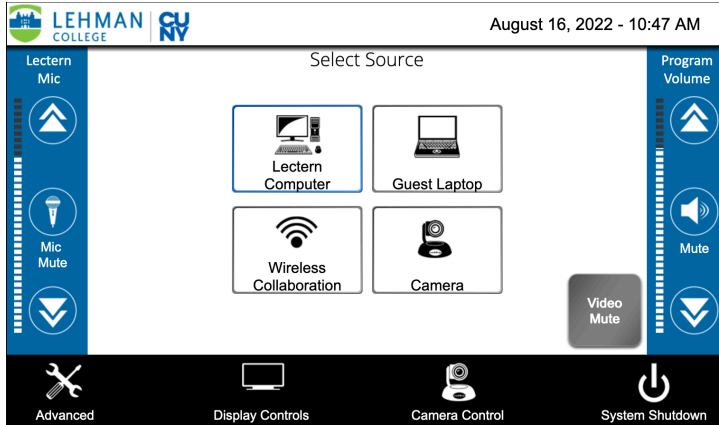 LEHMAN
COLLEGE
CU
NY
August 16, 2022 - 10:47 AM
Lectern
Mic
Select Source
Program
Volume
Lectern
Computer
Guest Laptop
Wireless
Collaboration
Camera
Mic
Mute
Mute
Video
Mute
Advanced
Display Controls
Camera Control
System Shutdown